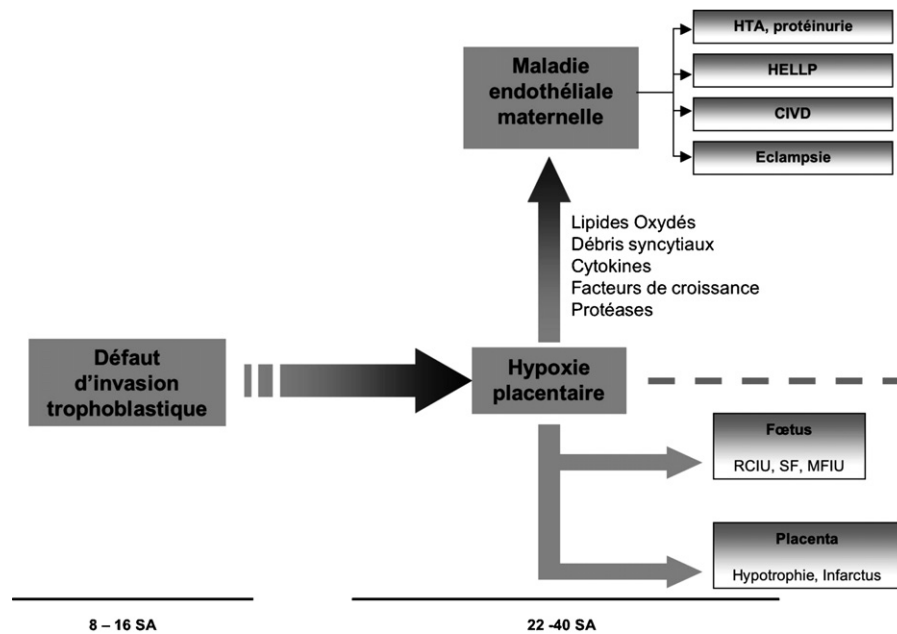 HTA, protéinurie
Maladie
endothéliale
maternelle
HELLP
CIVD
Eclampsie
Lipides Oxydés
Débris syncytiaux
Cytokines
Facteurs de croissance
Protéases
Défaut
d'invasion
trophoblastique
Hypoxie
placentaire
Fœtus
RCIU, SF, MFIU
Placenta
Hypotrophie, Infarctus
8 – 16 SA
22 -40 SA